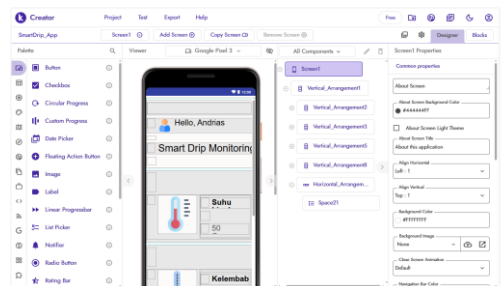 Creator
Project Test Export Help
Free
SmartDrip_App
Screen1
Add Screen
Copy Screen
Remove Screen
Designer
Blocks
Palette
Viewer
Google Pixel 3
All Components
Screen1 Properties
Button
Checkbox
Circular Progress
Custom Progress
Date Picker
Floating Action Button
Image
Label
Linear Progressbar
List Picker
Notifier
Radio Button
Rating Bar
Hello, Andrias
Smart Drip Monitoring
Suhu
50
Kelembab
Screen1
Vertical_Arrangement1
Vertical_Arrangement2
Vertical_Arrangement3
Vertical_Arrangement5
Vertical_Arrangement8
Horizontal_Arrangem...
Space21
Common properties
About Screen
About Screen Background Color
#444444FF
About Screen Light Theme
About Screen Title
About this application
Align Horizontal
Left : 1
Align Vertical
Top : 1
Background Color
#FFFFFFFF
Background Image
None
Close Screen Animation
Default
Navigation Bar Color